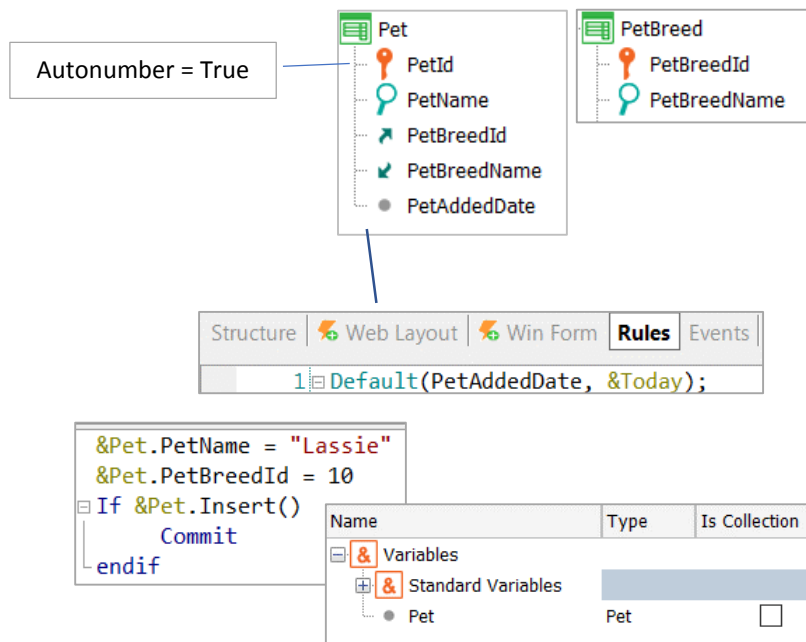 Autonumber = True
Pet
PetId
PetName
PetBreedId
PetBreedName
PetAddedDate
PetBreed
PetBreedId
PetBreedName
Structure Web Layout Win Form Rules Events
1 Default(PetAddedDate, &Today);
&Pet.PetName = "Lassie"
&Pet.PetBreedId = 10
If &Pet.Insert()
Commit
endif
Name Type Is Collection
& Variables
& Standard Variables
Pet Pet